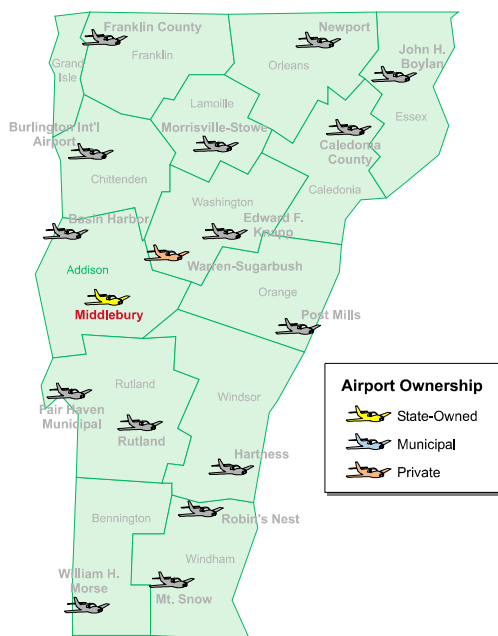 Franklin County
Newport
Franklin
Grand
Isle
Orleans
John H.
Boylan
Lamoille
Essex
Burlington Int'l
Airport
Morrisville-Stowe
Caledonia
County
Chittenden
Caledonia
Washington
Basin Harbor
Edward F.
Knapp
Addison
Warren-Sugarbush
Orange
Middlebury
Post Mills
Airport Ownership
State-Owned
Municipal
Private
Rutland
Windsor
Fair Haven
Municipal
Rutland
Hartness
Bennington
Robin's Nest
Windham
William H.
Morse
Mt. Snow